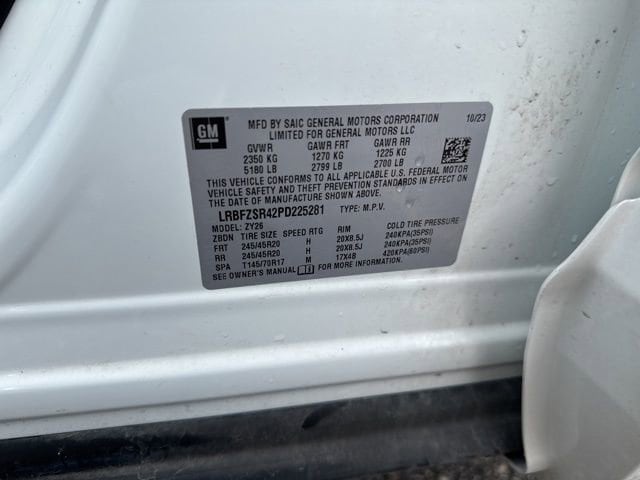 GM
MFD BY SAIC GENERAL MOTORS CORPORATION 10/23
LIMITED FOR GENERAL MOTORS LLC
GVWR GAWR FRT GAWR RR
2350 KG 1270 KG 1225 KG
5180 LB 2799 LB 2700 LB
THIS VEHICLE CONFORMS TO ALL APPLICABLE U.S. FEDERAL MOTOR
VEHICLE SAFETY AND THEFT PREVENTION STANDARDS IN EFFECT ON
THE DATE OF MANUFACTURE SHOWN ABOVE.
LRBFZSR42PD225281 TYPE: M.P.V.
MODEL: ZY26
ZBDN TIRE SIZE SPEED RTG RIM COLD TIRE PRESSURE
FRT 245/45R20 H 20X8.5J 240KPA(35PSI)
RR 245/45R20 H 20X8.5J 240KPA(35PSI)
SPA T145/70R17 M 17X4B 420KPA(60PSI)
SEE OWNER'S MANUAL FOR MORE INFORMATION.